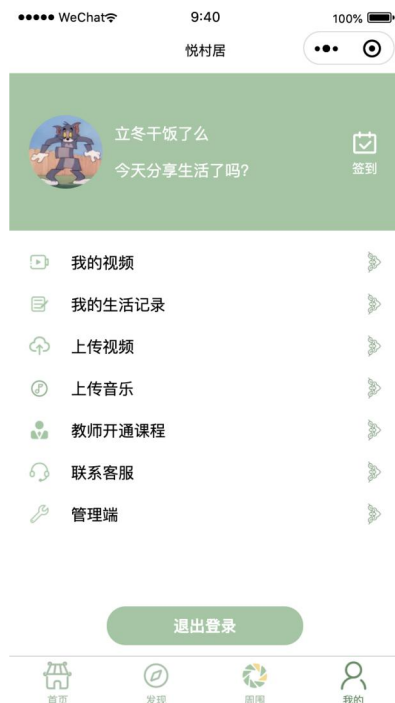 WeChat
9:40
100%
悦村居
立冬干饭了么
今天分享生活了吗?
签到
我的视频
我的生活记录
上传视频
上传音乐
教师开通课程
联系客服
管理端
退出登录
首页
发现
周围
我的